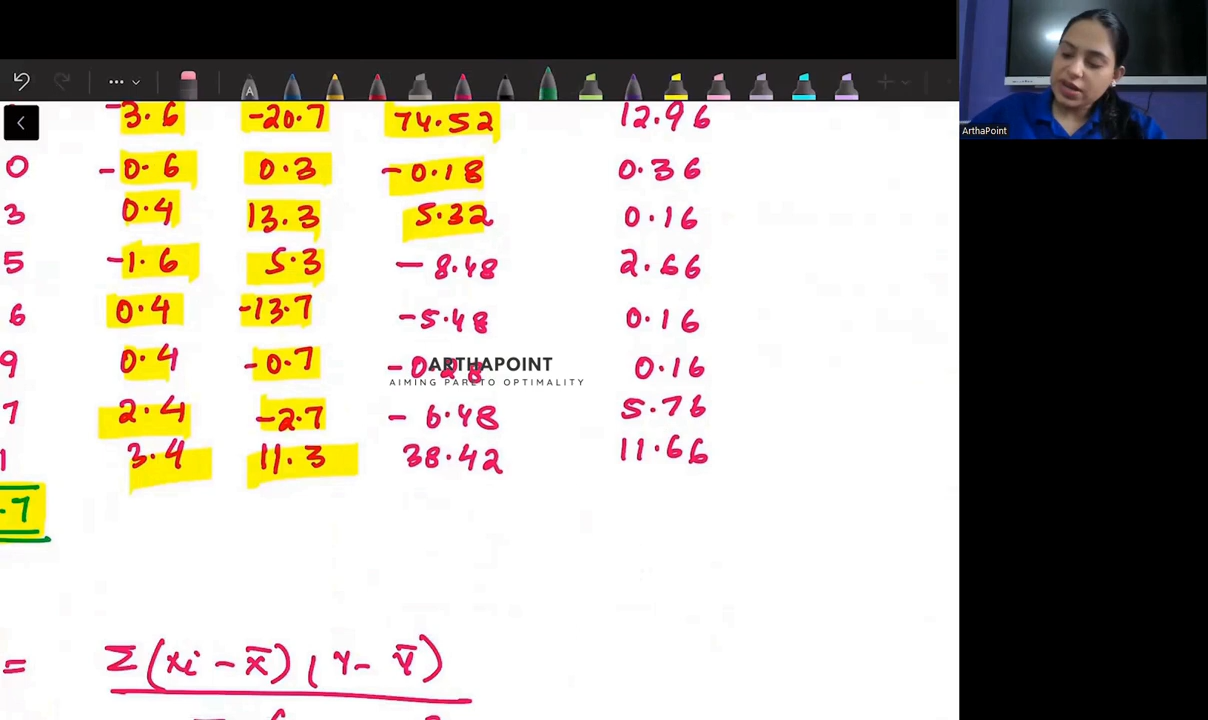 -3.6 -20.7 74.52 12.96
0 -0.6 0.3 -0.18 0.36
3 0.4 13.3 5.32 0.16
5 -1.6 5.3 -8.48 2.66
6 0.4 -13.7 -5.48 0.16
9 0.4 -0.7 -0.28 0.16
7 2.4 -2.7 -6.48 5.76
1 3.4 11.3 38.42 11.66
.7
= Σ(xi - x̄) (Y - Ȳ)
ARTHAPOINT
AIMING PARETO OPTIMALITY
A
ArthaPoint